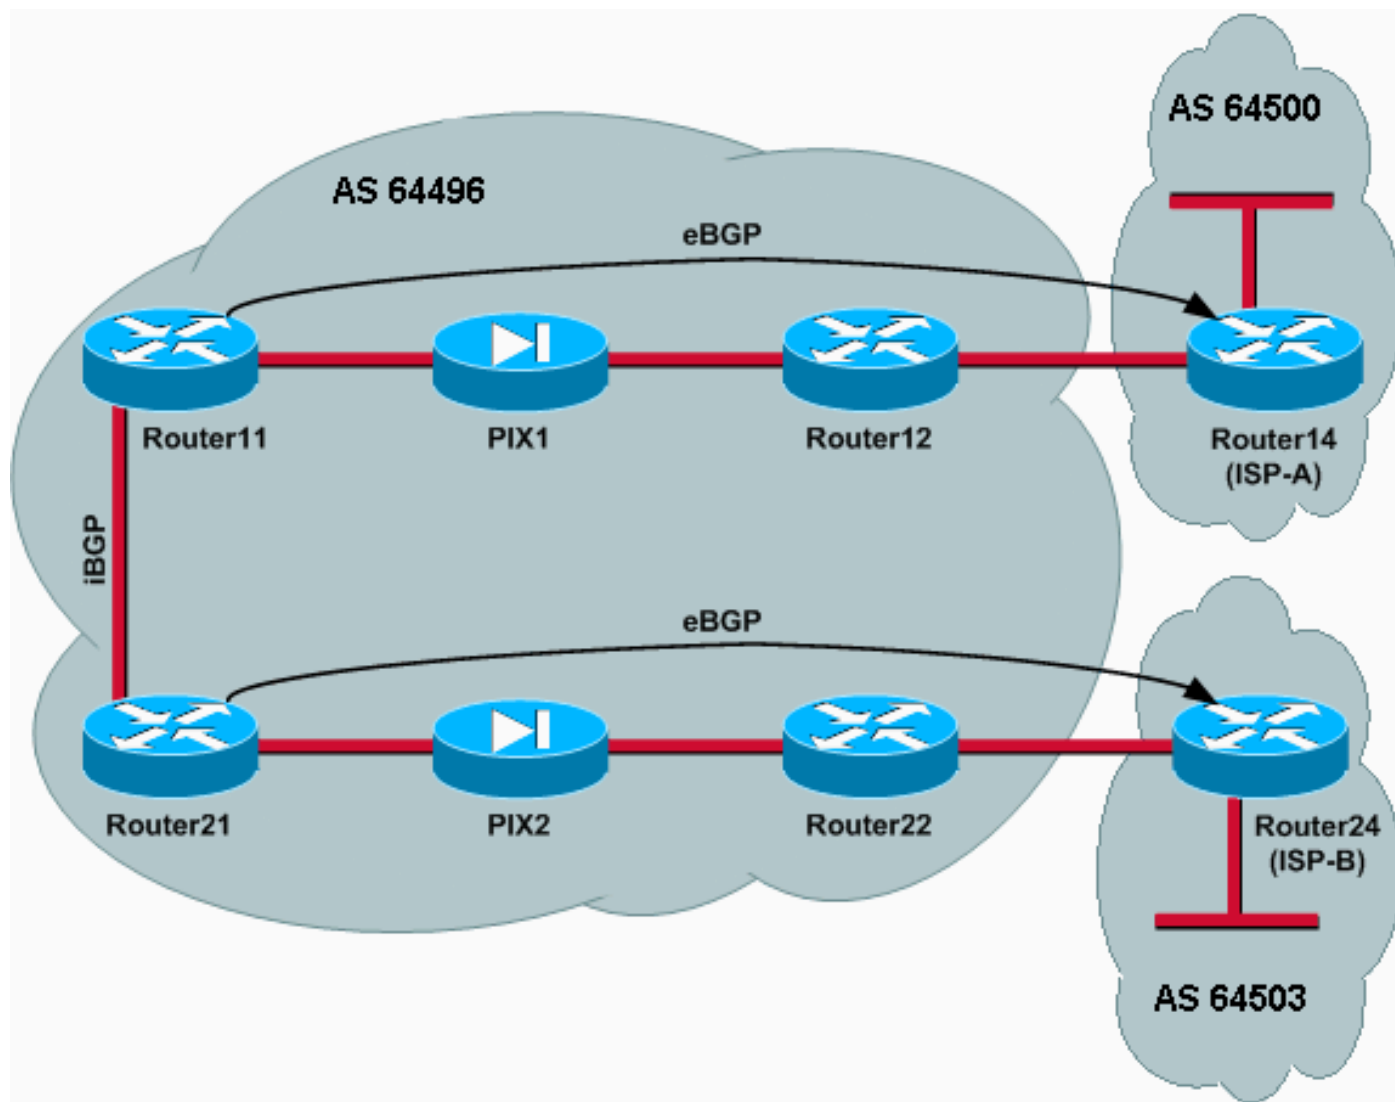 AS 64500
AS 64496
eBGP
Router11
PIX1
Router12
Router14
(ISP-A)
iBGP
eBGP
Router21
PIX2
Router22
Router24
(ISP-B)
AS 64503